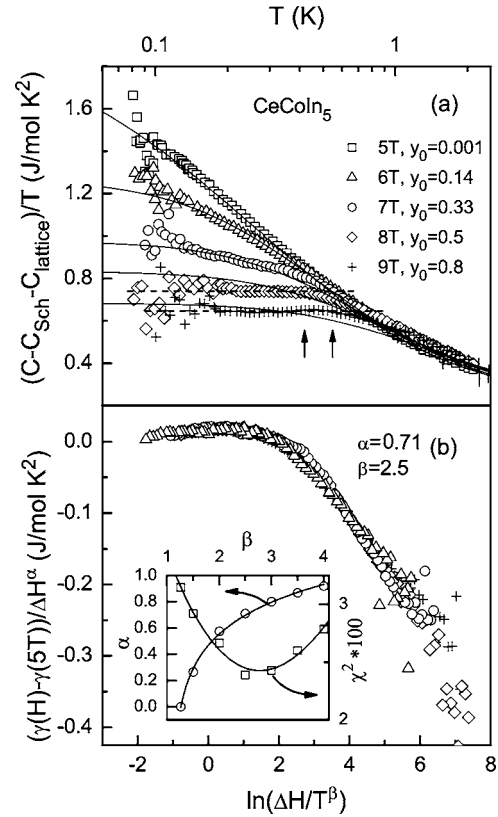 T (K)
0.1 1
(a)
CeCoIn₅
5T, y₀=0.001
6T, y₀=0.14
7T, y₀=0.33
8T, y₀=0.5
9T, y₀=0.8
(C-C_Sch-C_lattice)/T (J/mol K²)
1.6
1.2
0.8
0.4
(b)
α=0.71
β=2.5
(γ(H)-γ(5T))/ΔH^α (J/mol K²)
0.0
-0.1
-0.2
-0.3
-0.4
β
1 2 3 4
α
1.0
0.8
0.6
0.4
0.2
0.0
χ²*100
3
2
-2 0 2 4 6 8
ln(ΔH/T^β)